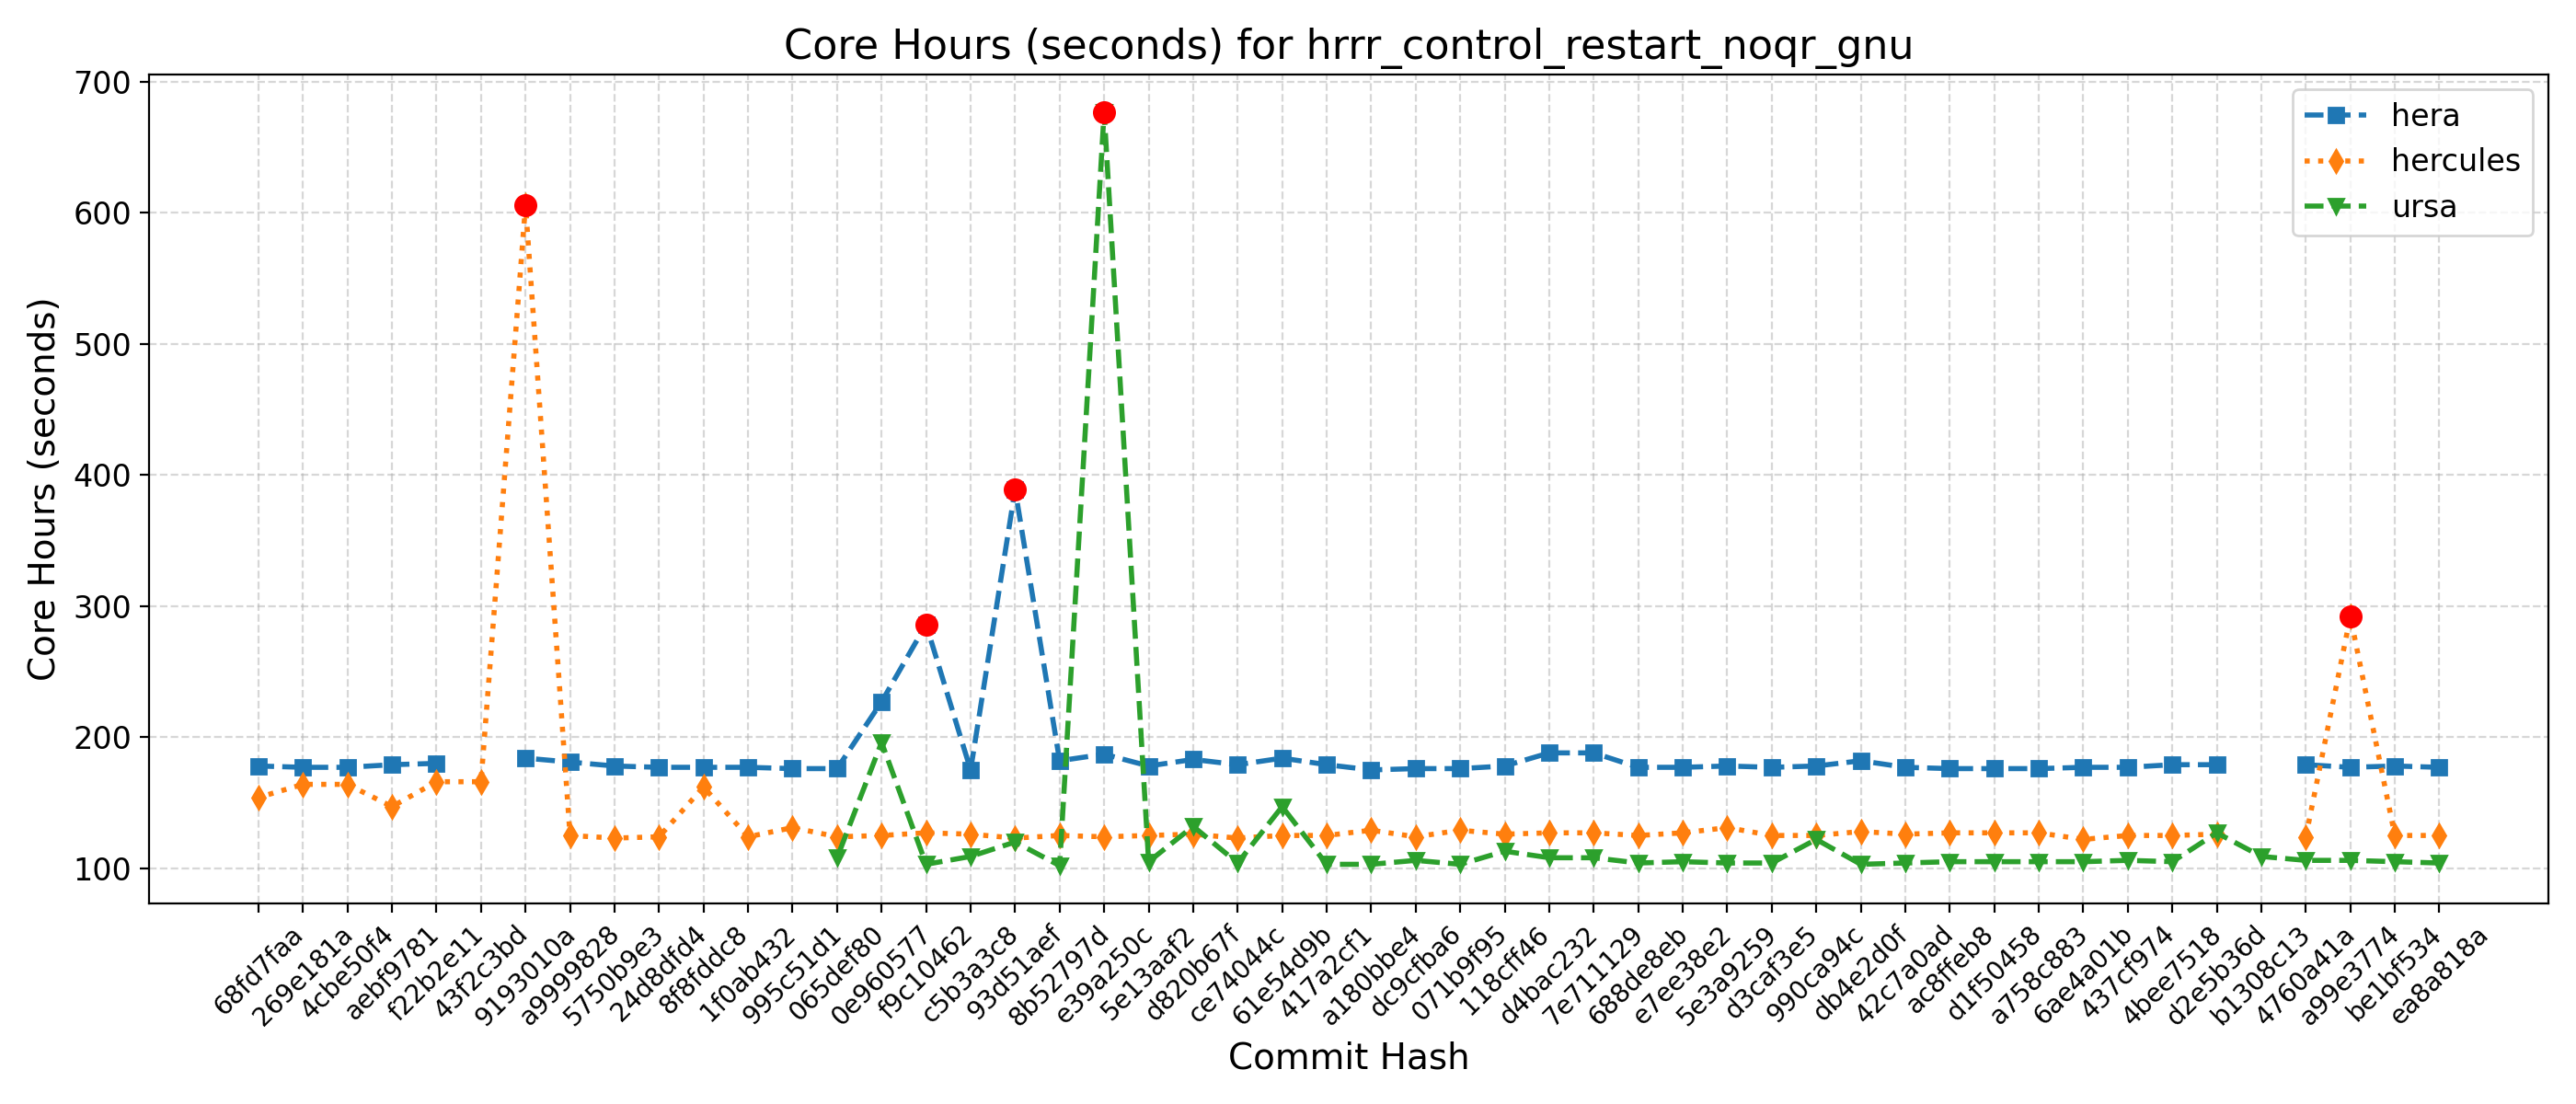 Core Hours (seconds) for hrrr_control_restart_noqr_gnu
Core Hours (seconds)
700
600
500
400
300
200
100
hera
hercules
ursa
68fd7faa
269e181a
4cbe50f4
aebf9781
f22b2e11
43f2c3bd
9193010a
a9999828
5750b9e3
24d8dfd4
8f8fddc8
1f0ab432
995c51d1
065def80
0e960577
f9c10462
c5b3a3c8
93d51aef
8b52797d
e39a250c
5e13aaf2
d820b67f
ce74044c
61e54d9b
417a2cf1
a180bbe4
dc9cfba6
071b9f95
118cff46
d4bac232
7e711129
688de8eb
e7ee38e2
5e3a9259
d3caf3e5
990ca94c
db4e2d0f
42c7a0ad
ac8ffeb8
d1f50458
a758c883
6ae4a01b
437cf974
4bee7518
d2e5b36d
b1308c13
4760a41a
a99e3774
be1bf534
ea8a818a
Commit Hash